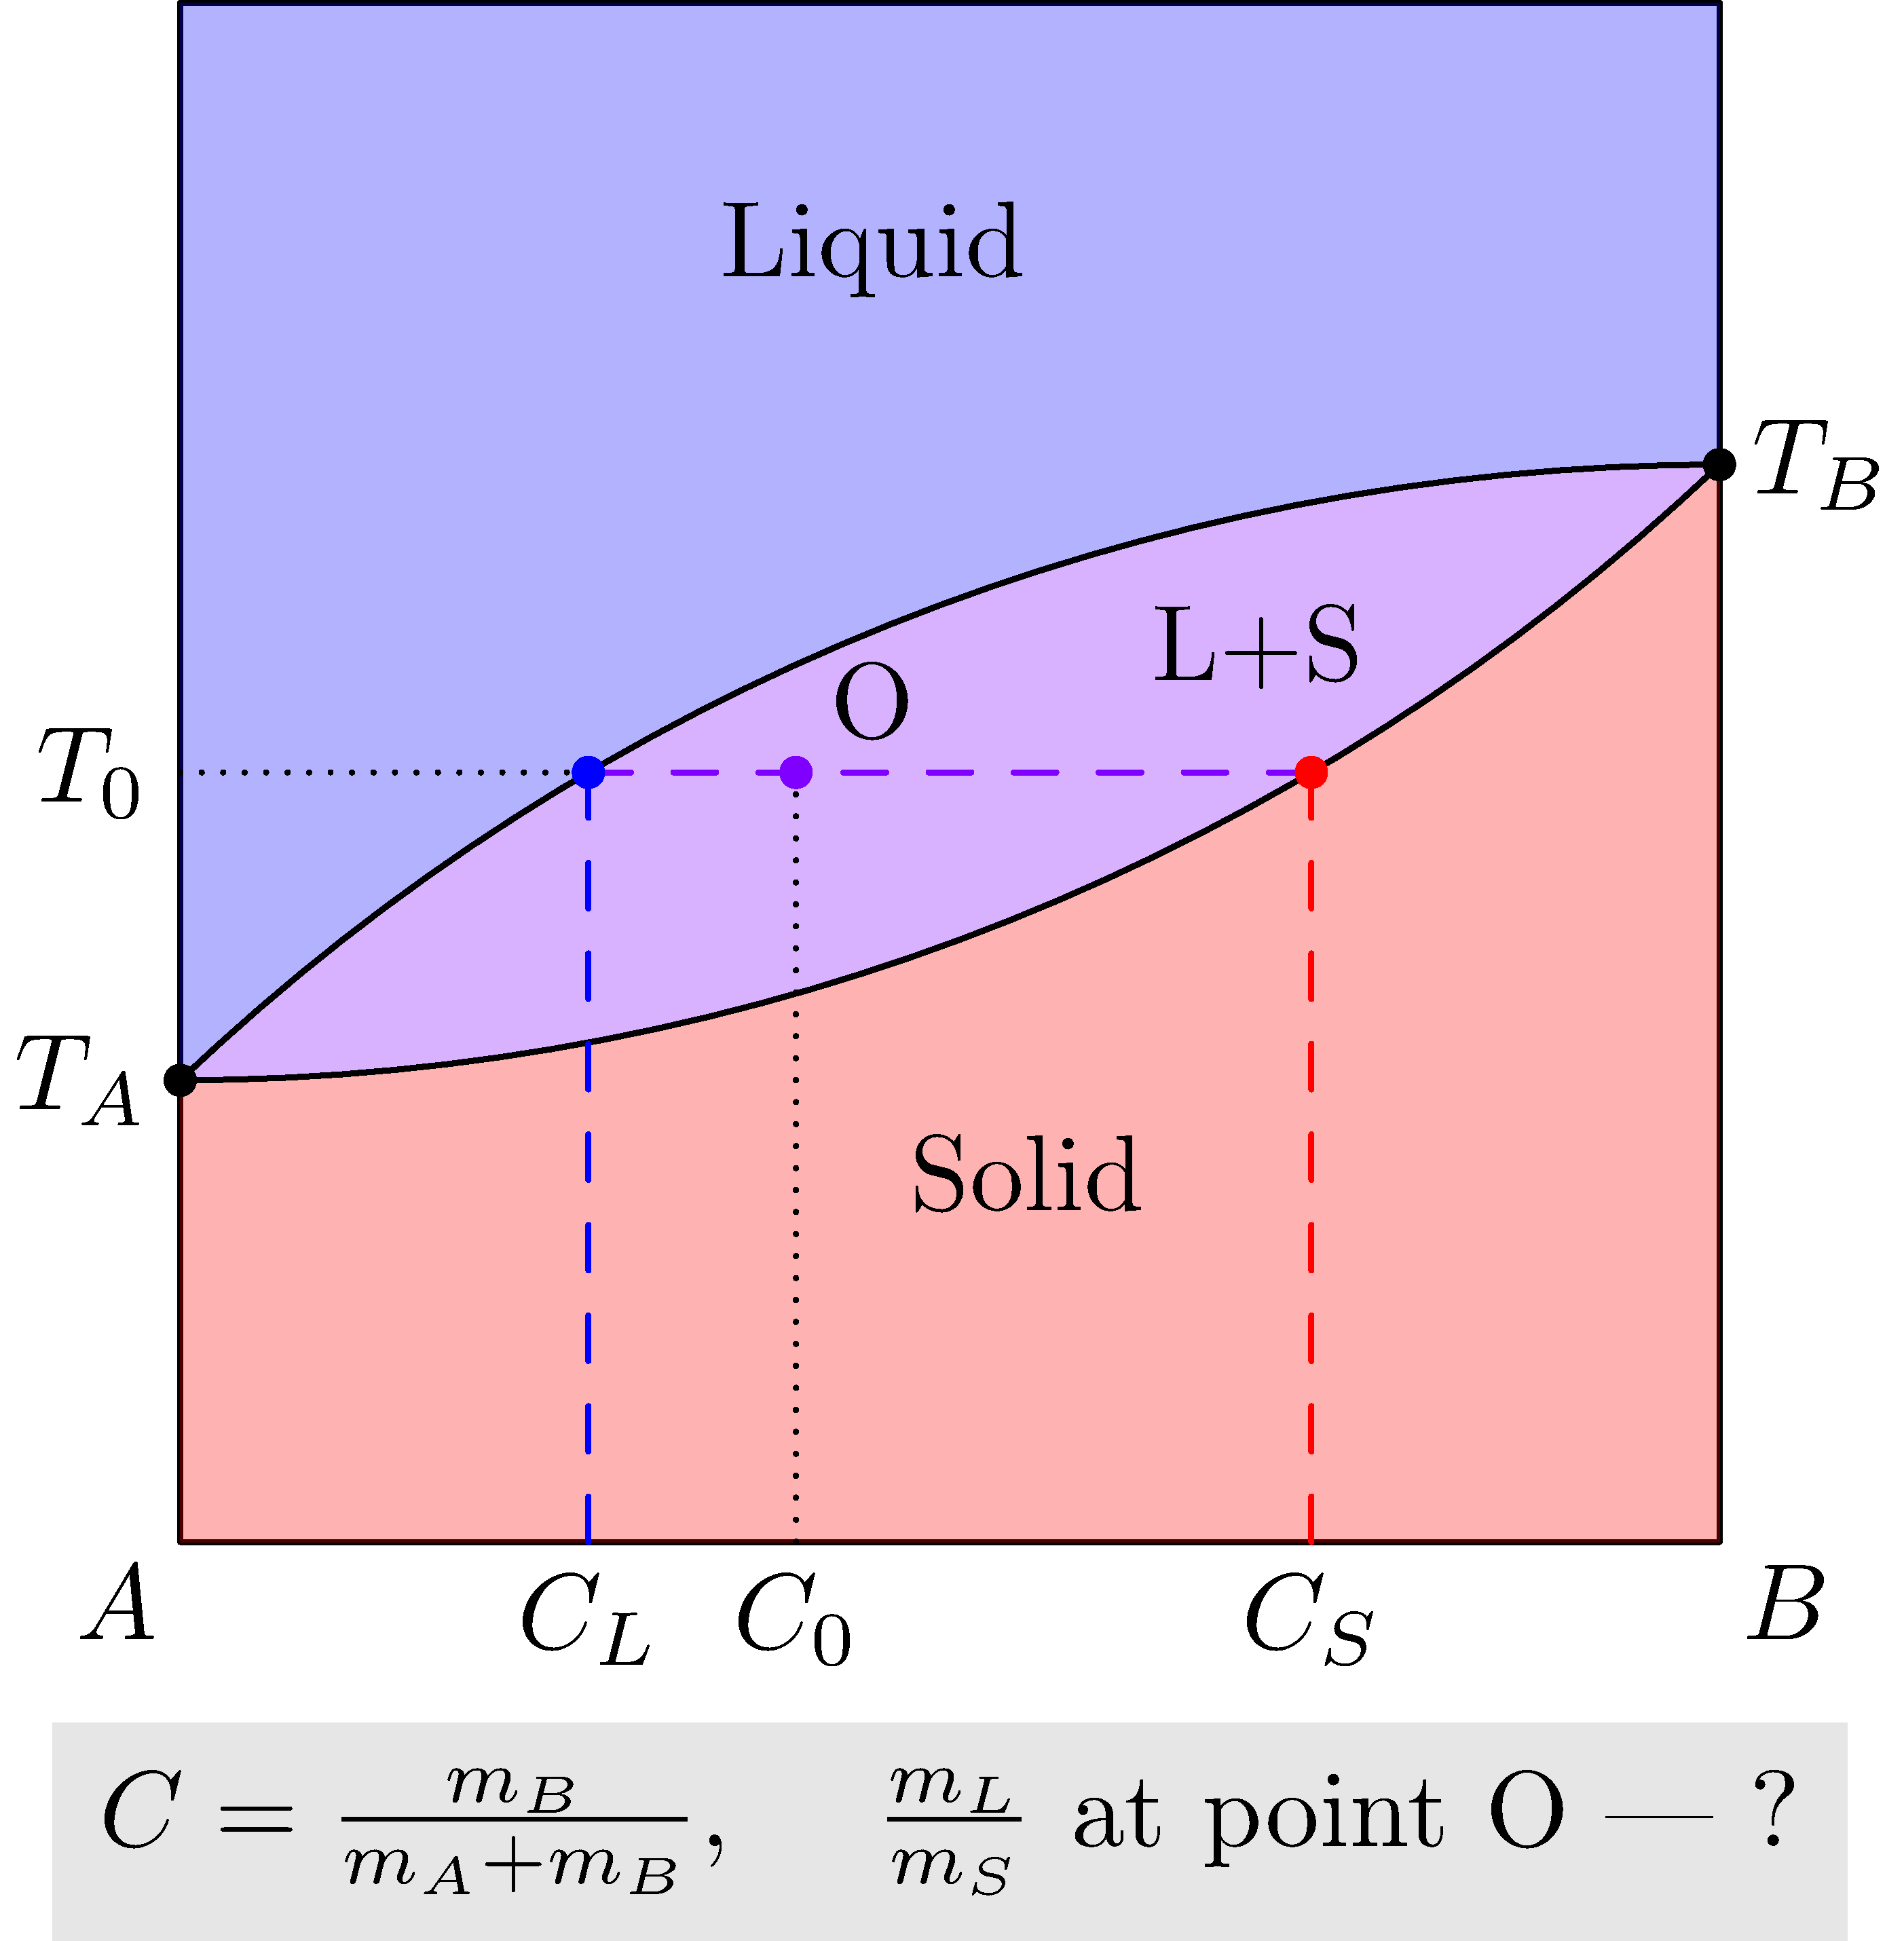 Liquid
T_B
L+S
O
T_0
T_A
Solid
A C_L C_0 C_S B
C = \frac{m_B}{m_A+m_B}, \frac{m_L}{m_S} at point O — ?